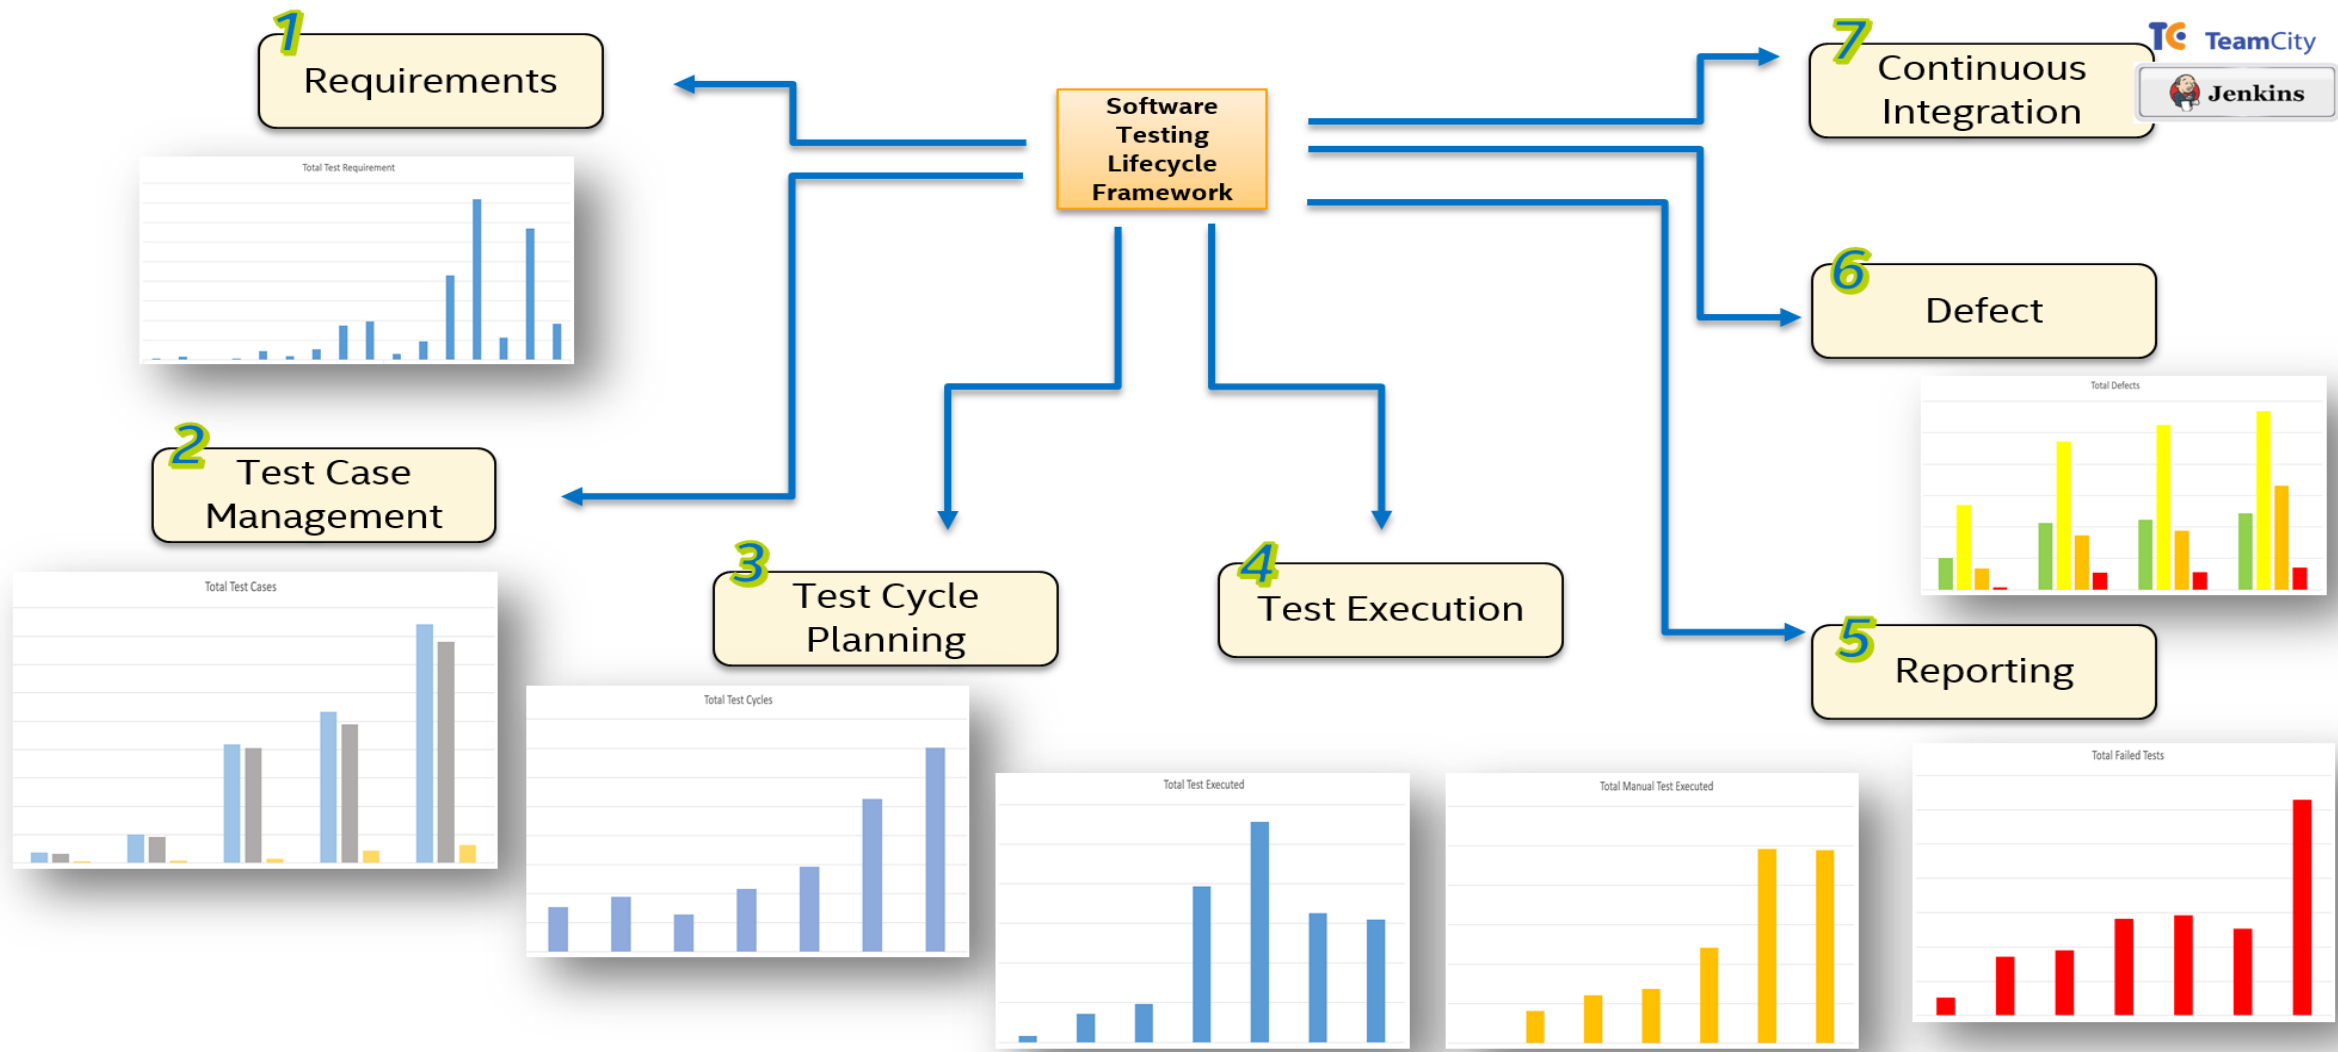 1
Requirements
Total Test Requirement
2
Test Case
Management
Total Test Cases
3
Test Cycle
Planning
Total Test Cycles
Software
Testing
Lifecycle
Framework
4
Test Execution
Total Test Executed
Total Manual Test Executed
5
Reporting
Total Failed Tests
6
Defect
Total Defects
7
Continuous
Integration
TC TeamCity
Jenkins